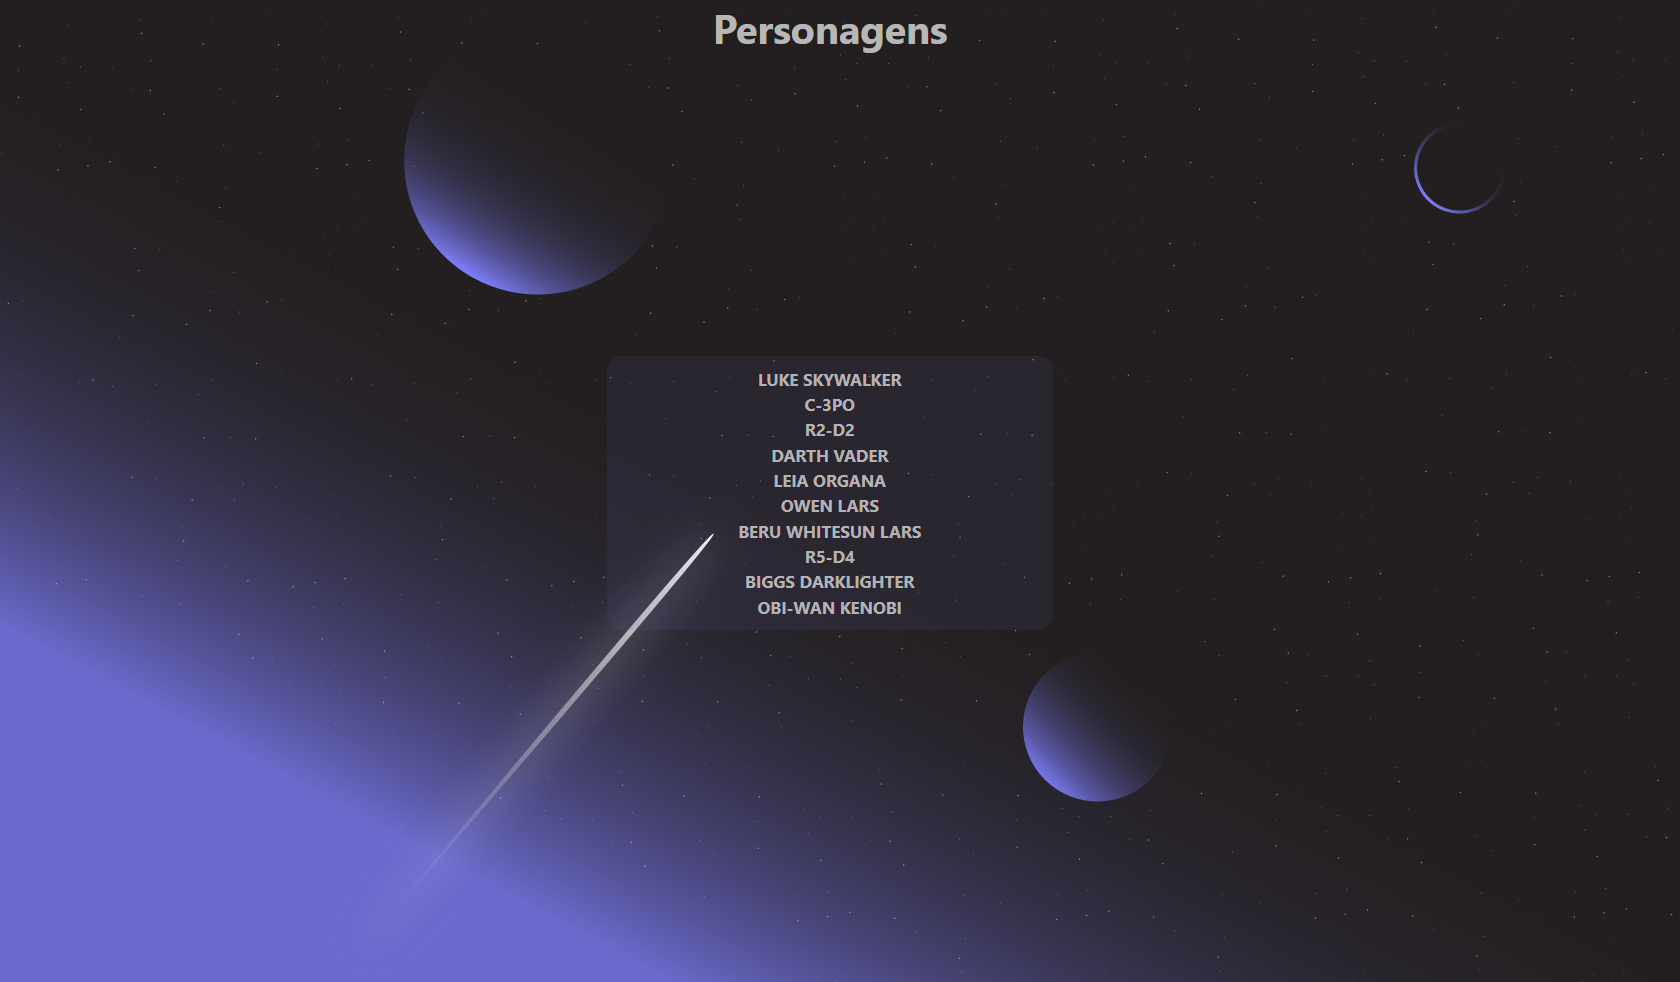 Personagens
LUKE SKYWALKER
C-3PO
R2-D2
DARTH VADER
LEIA ORGANA
OWEN LARS
BERU WHITESUN LARS
R5-D4
BIGGS DARKLIGHTER
OBI-WAN KENOBI